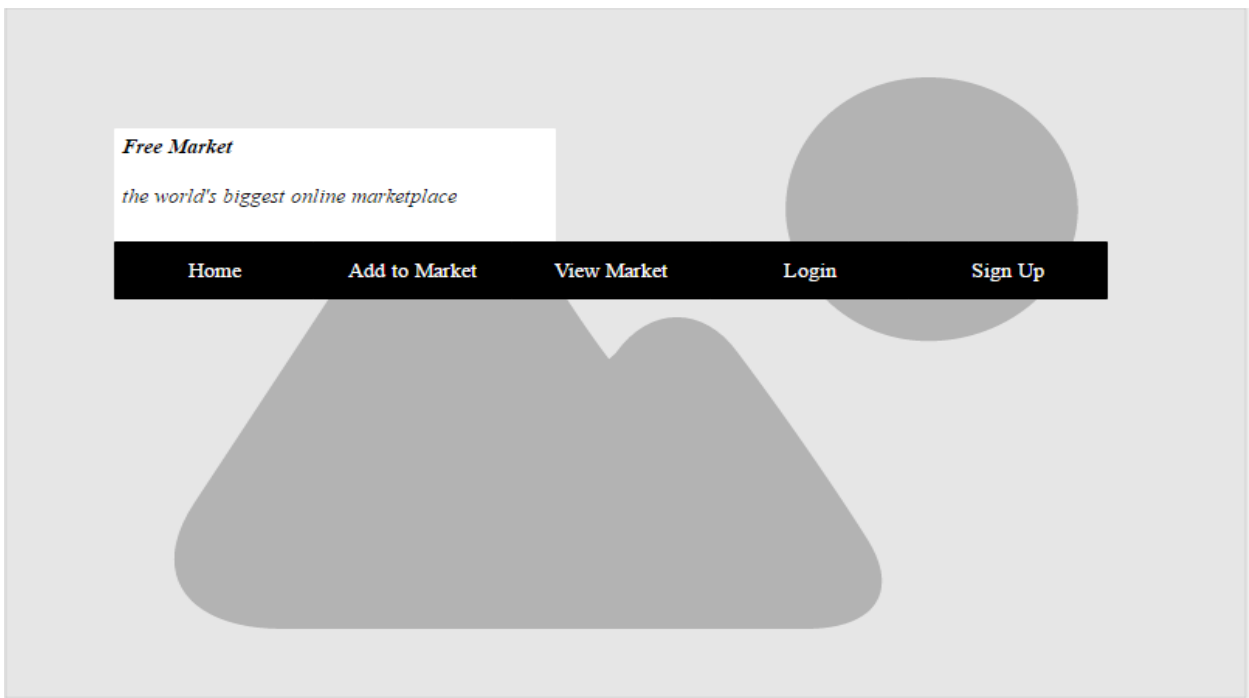 Free Market
the world's biggest online marketplace
Home Add to Market View Market Login Sign Up